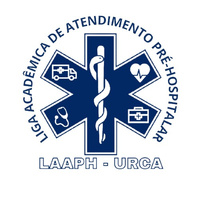 LIGA ACADÊMICA DE ATENDIMENTO PRÉ-HOSPITALAR
LAAPH - URCA